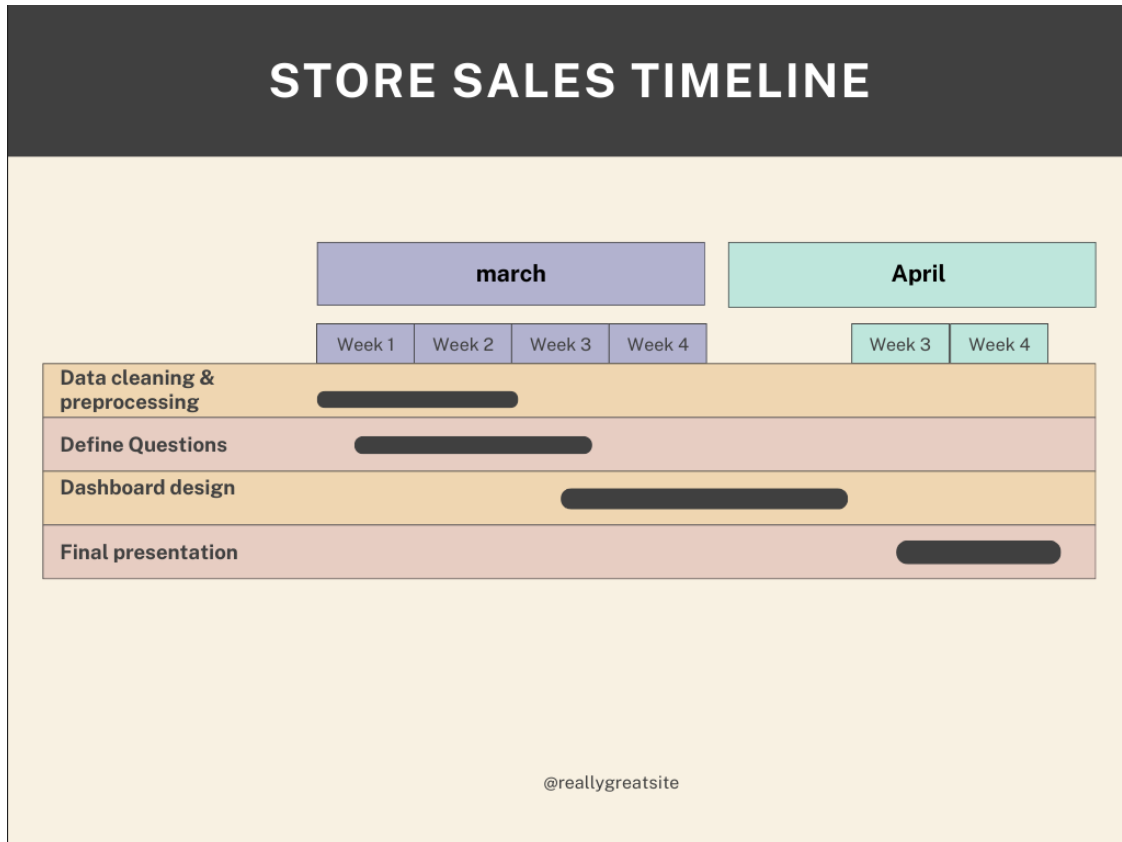 STORE SALES TIMELINE
march
April
Week 1
Week 2
Week 3
Week 4
Week 3
Week 4
Data cleaning &
preprocessing
Define Questions
Dashboard design
Final presentation
@reallygreatsite